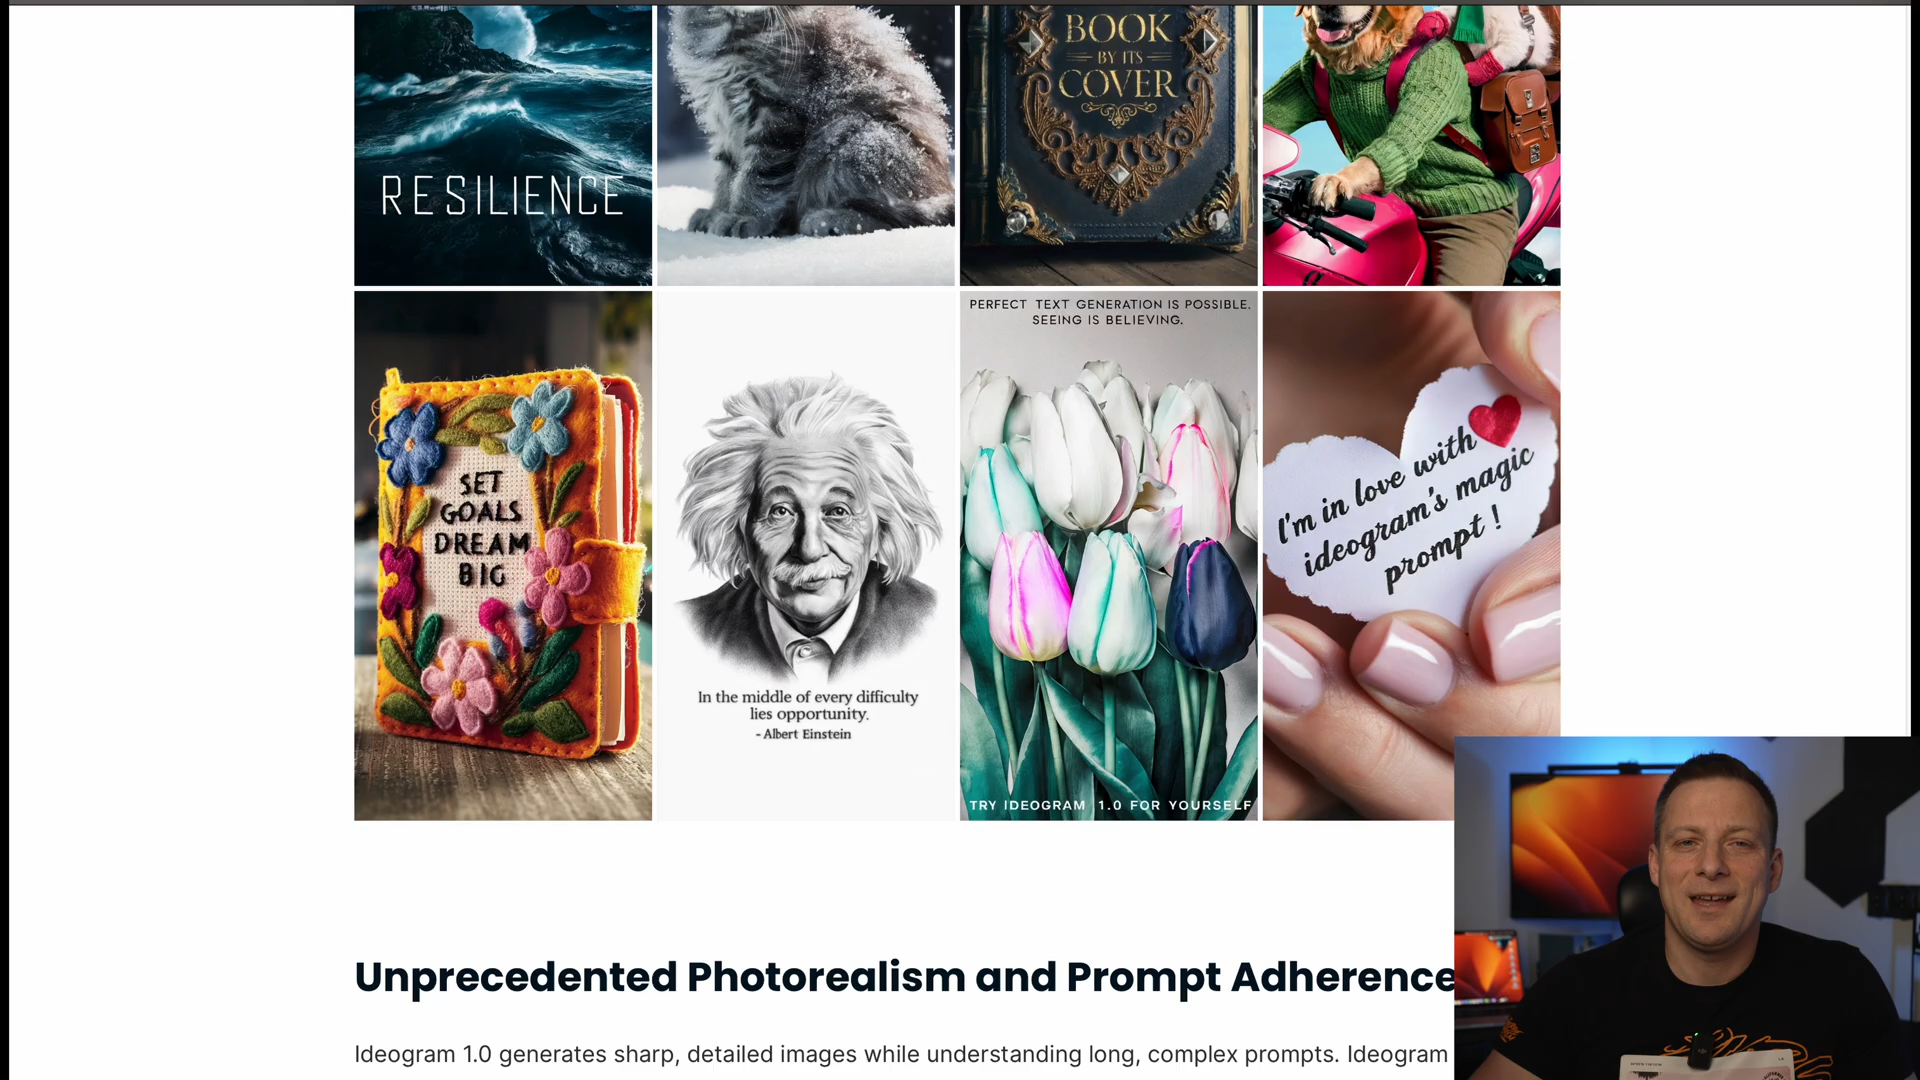 BOOK
BY ITS
COVER
RESILIENCE
SET
GOALS
DREAM
BIG
In the middle of every difficulty
lies opportunity.
- Albert Einstein
PERFECT TEXT GENERATION IS POSSIBLE.
SEEING IS BELIEVING.
TRY IDEOGRAM 1.0 FOR YOURSELF
I'm in love with
ideogram's magic
prompt !
Unprecedented Photorealism and Prompt Adherence
Ideogram 1.0 generates sharp, detailed images while understanding long, complex prompts. Ideogram